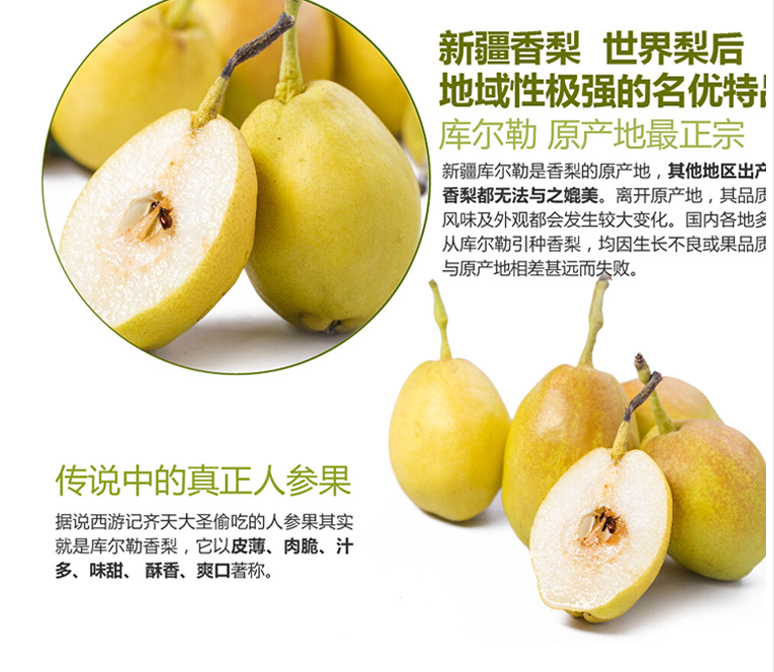 新疆香梨 世界梨后
地域性极强的名优特品
库尔勒 原产地最正宗
新疆库尔勒是香梨的原产地，其他地区出产
香梨都无法与之媲美。离开原产地，其品质
风味及外观都会发生较大变化。国内各地多
从库尔勒引种香梨，均因生长不良或果品质
与原产地相差甚远而失败。
传说中的真正人参果
据说西游记齐天大圣偷吃的人参果其实
就是库尔勒香梨，它以皮薄、肉脆、汁
多、味甜、 酥香、爽口著称。